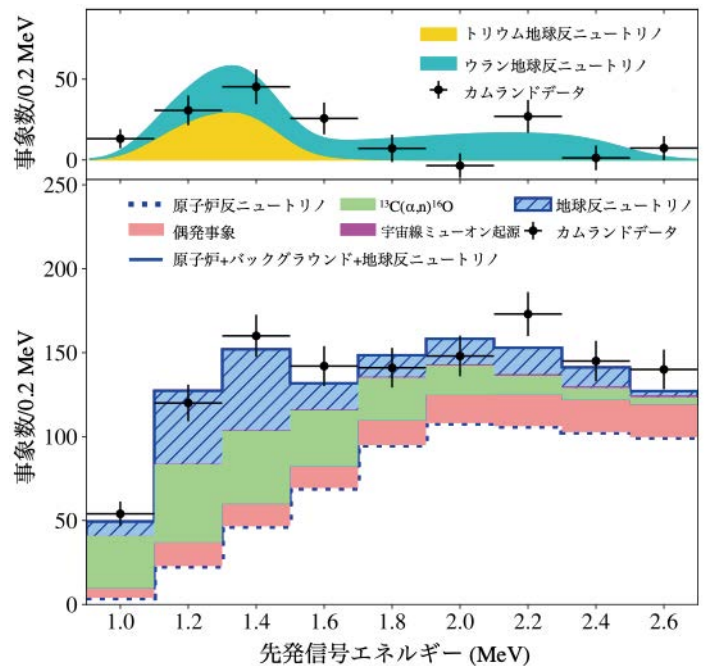 事象数/0.2 MeV
50
0
トリウム地球反ニュートリノ
ウラン地球反ニュートリノ
カムランドデータ
事象数/0.2 MeV
250
200
150
100
50
0
原子炉反ニュートリノ
¹³C(α,n)¹⁶O
地球反ニュートリノ
偶発事象
宇宙線ミューオン起源
カムランドデータ
原子炉+バックグラウンド+地球反ニュートリノ
1.0 1.2 1.4 1.6 1.8 2.0 2.2 2.4 2.6
先発信号エネルギー (MeV)